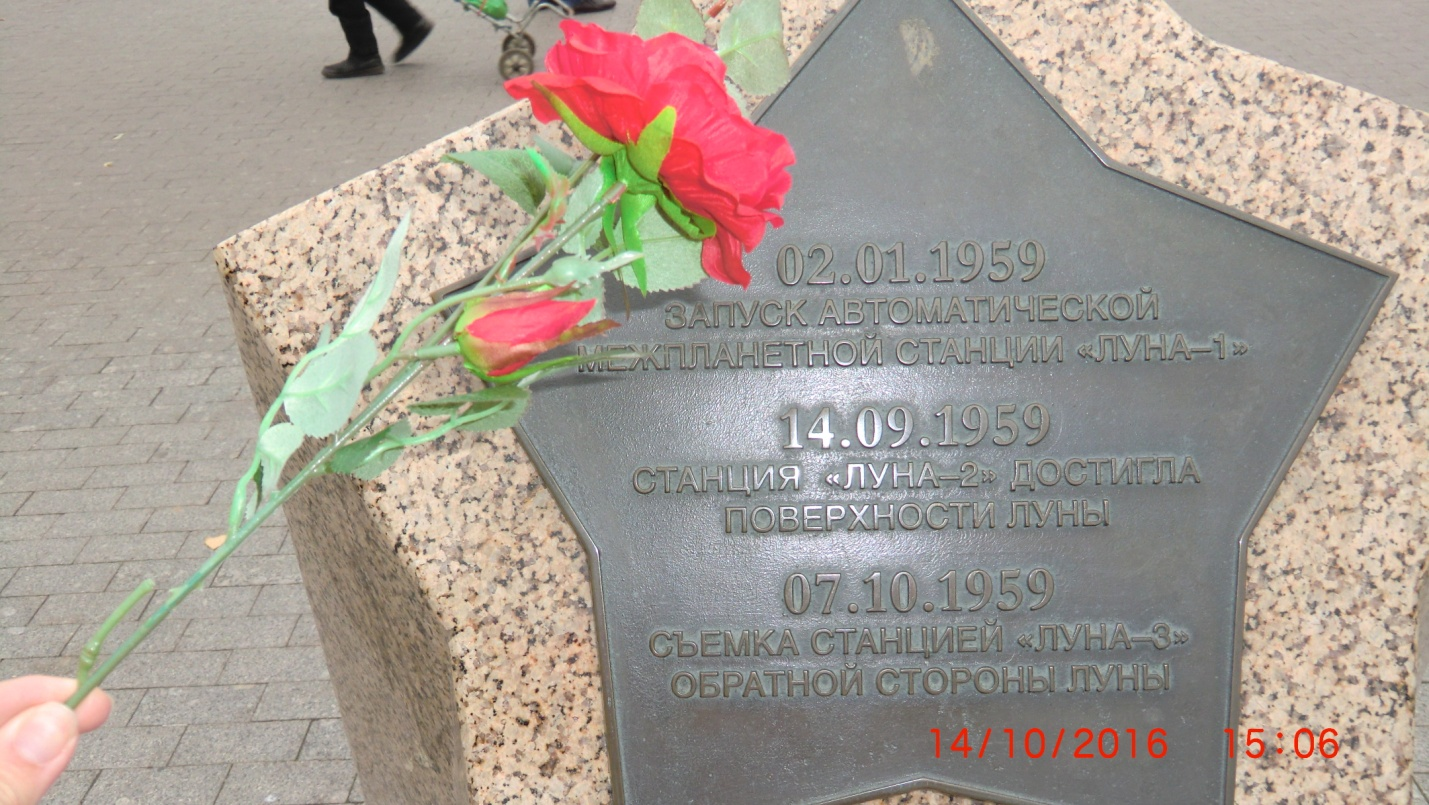 02.01.1959
ЗАПУСК АВТОМАТИЧЕСКОЙ
МЕЖПЛАНЕТНОЙ СТАНЦИИ «ЛУНА–1»
14.09.1959
СТАНЦИЯ «ЛУНА–2» ДОСТИГЛА
ПОВЕРХНОСТИ ЛУНЫ
07.10.1959
СЪЕМКА СТАНЦИЕЙ «ЛУНА–3»
ОБРАТНОЙ СТОРОНЫ ЛУНЫ
14/10/2016 15:06